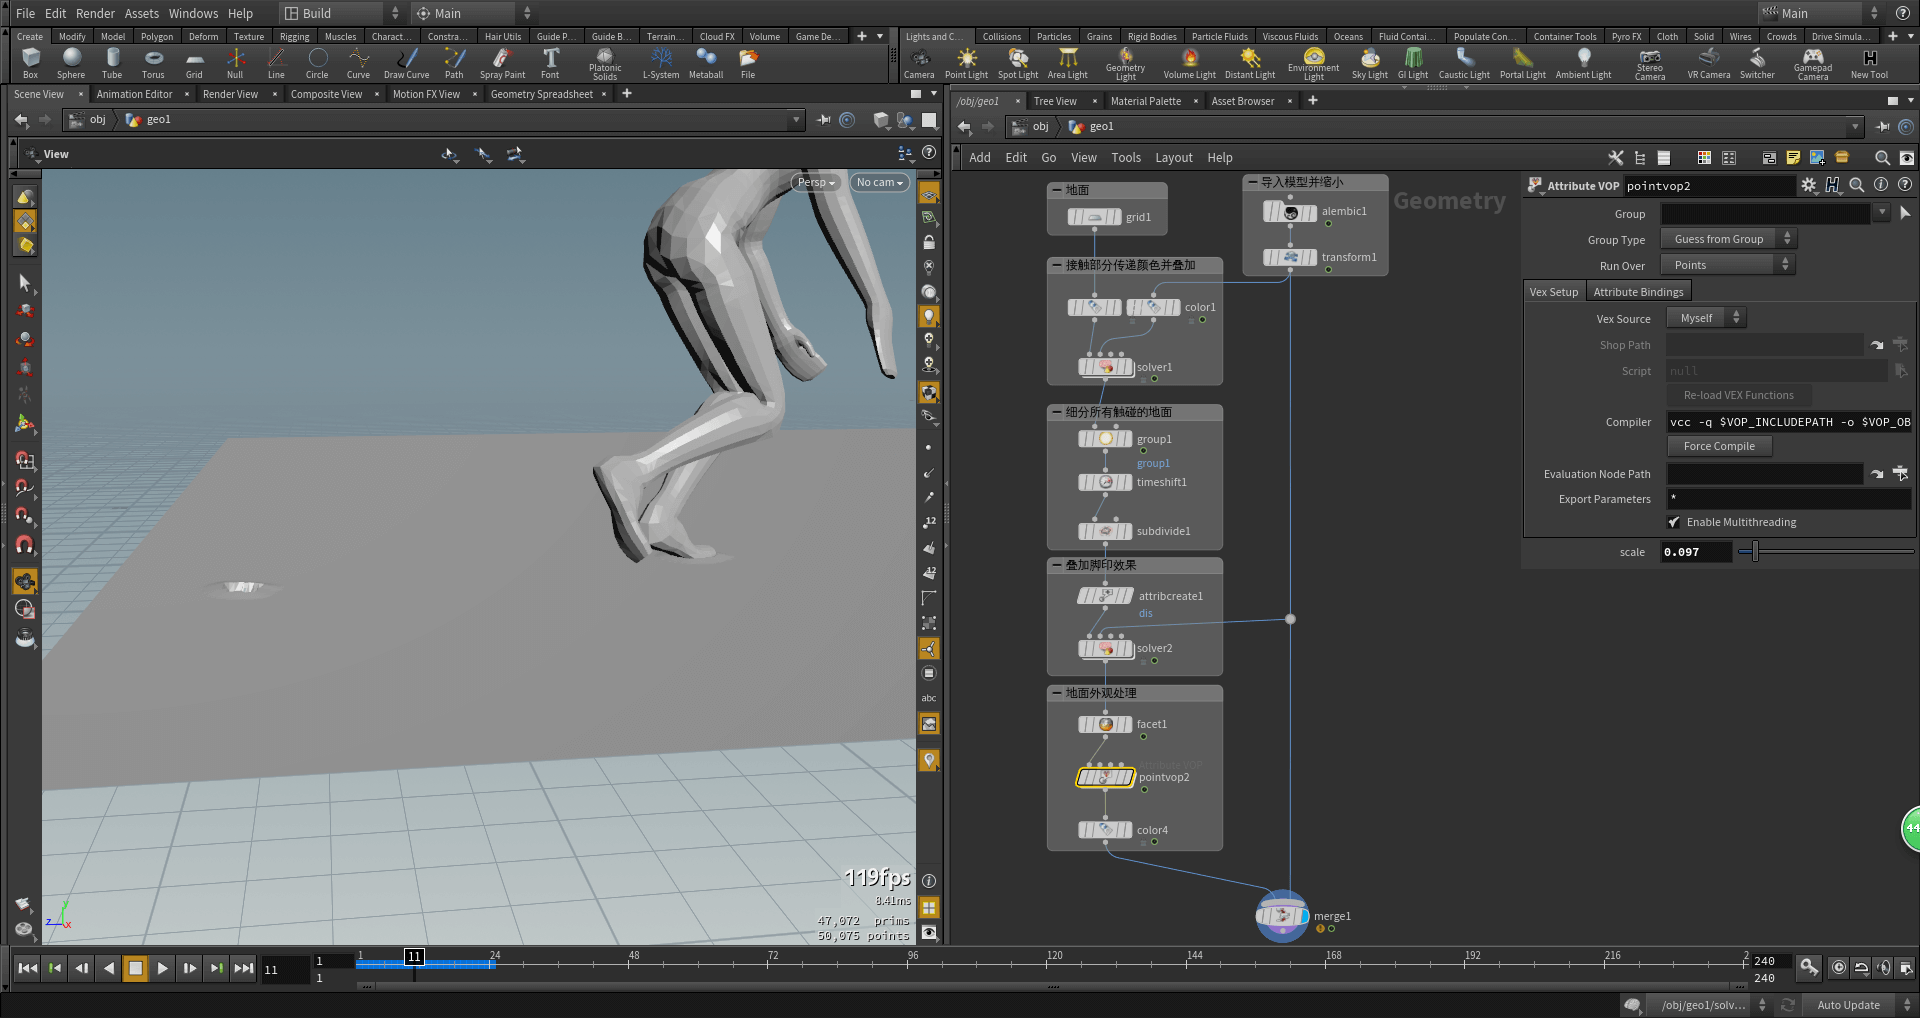 File Edit Render Assets Windows Help Build Main Main
Create Modify Model Polygon Deform Texture Rigging Muscles Charact... Constra... Hair Utils Guide P... Guide B... Terrain... Cloud FX Volume Game De...
Lights and C... Collisions Particles Grains Rigid Bodies Particle Fluids Viscous Fluids Oceans Fluid Contai... Populate Con... Container Tools Pyro FX Cloth Solid Wires Crowds Drive Simula...
Box Sphere Tube Torus Grid Null Line Circle Curve Draw Curve Path Spray Paint Font Platonic Solids L-System Metaball File
Camera Point Light Spot Light Area Light Geometry Light Volume Light Distant Light Environment Light Sky Light GI Light Caustic Light Portal Light Ambient Light Stereo Camera VR Camera Switcher Gamepad Camera New Tool
Scene View Animation Editor Render View Composite View Motion FX View Geometry Spreadsheet
obj geo1
View
Persp No cam
12
12
abc
119fps
8.41ms
47,072 prims
50,075 points
z y x
/obj/geo1 Tree View Material Palette Asset Browser
obj geo1
Add Edit Go View Tools Layout Help
Geometry
地面
grid1
导入模型并缩小
alembic1
transform1
接触部分传递颜色并叠加
color1
solver1
细分所有触碰的地面
group1
group1
timeshift1
subdivide1
叠加脚印效果
attribcreate1
dis
solver2
地面外观处理
facet1
Attribute VOP
pointvop2
color4
merge1
Attribute VOP pointvop2
Group
Group Type Guess from Group
Run Over Points
Vex Setup Attribute Bindings
Vex Source Myself
Shop Path
Script null
Re-load VEX Functions
Compiler vcc -q $VOP_INCLUDEPATH -o $VOP_OB
Force Compile
Evaluation Node Path
Export Parameters *
Enable Multithreading
scale 0.097
44
11 1 1 1 11 24 48 72 96 120 144 168 192 216 2 240 240
/obj/geo1/solv... Auto Update